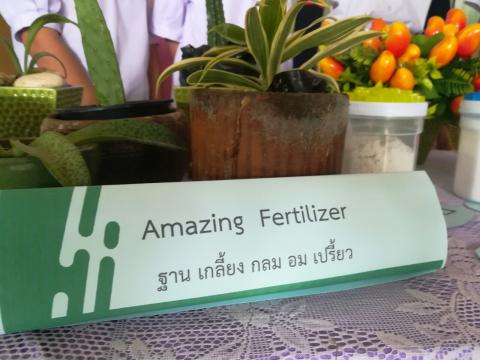 Amazing Fertilizer
ฐาน เกลี้ยง กลม อม เปรี้ยว